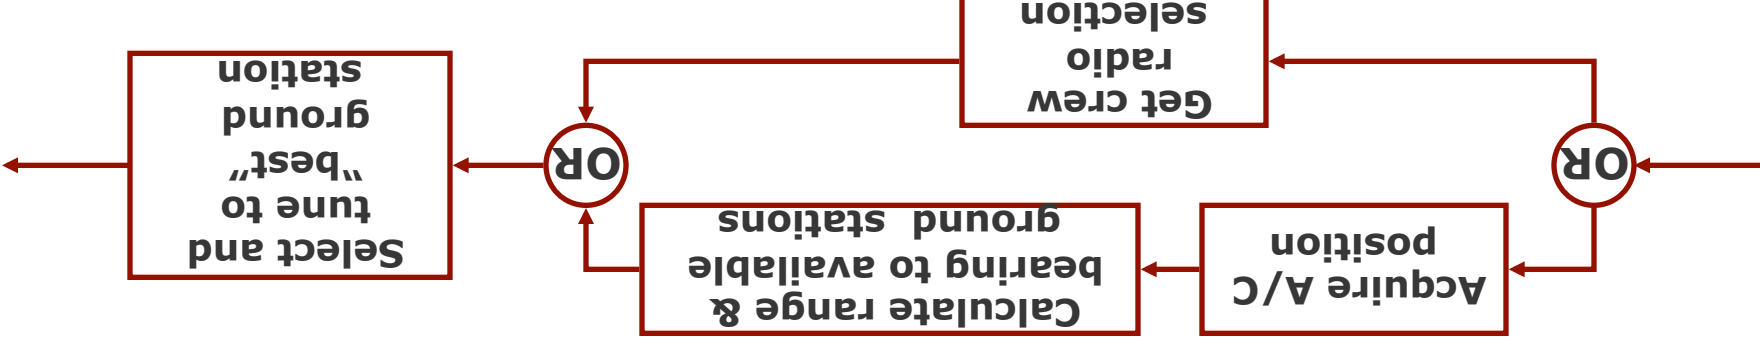 OR
Acquire A/C
position
Calculate range &
bearing to available
ground stations
Get crew
radio
selection
OR
Select and
tune to
"best"
ground
station